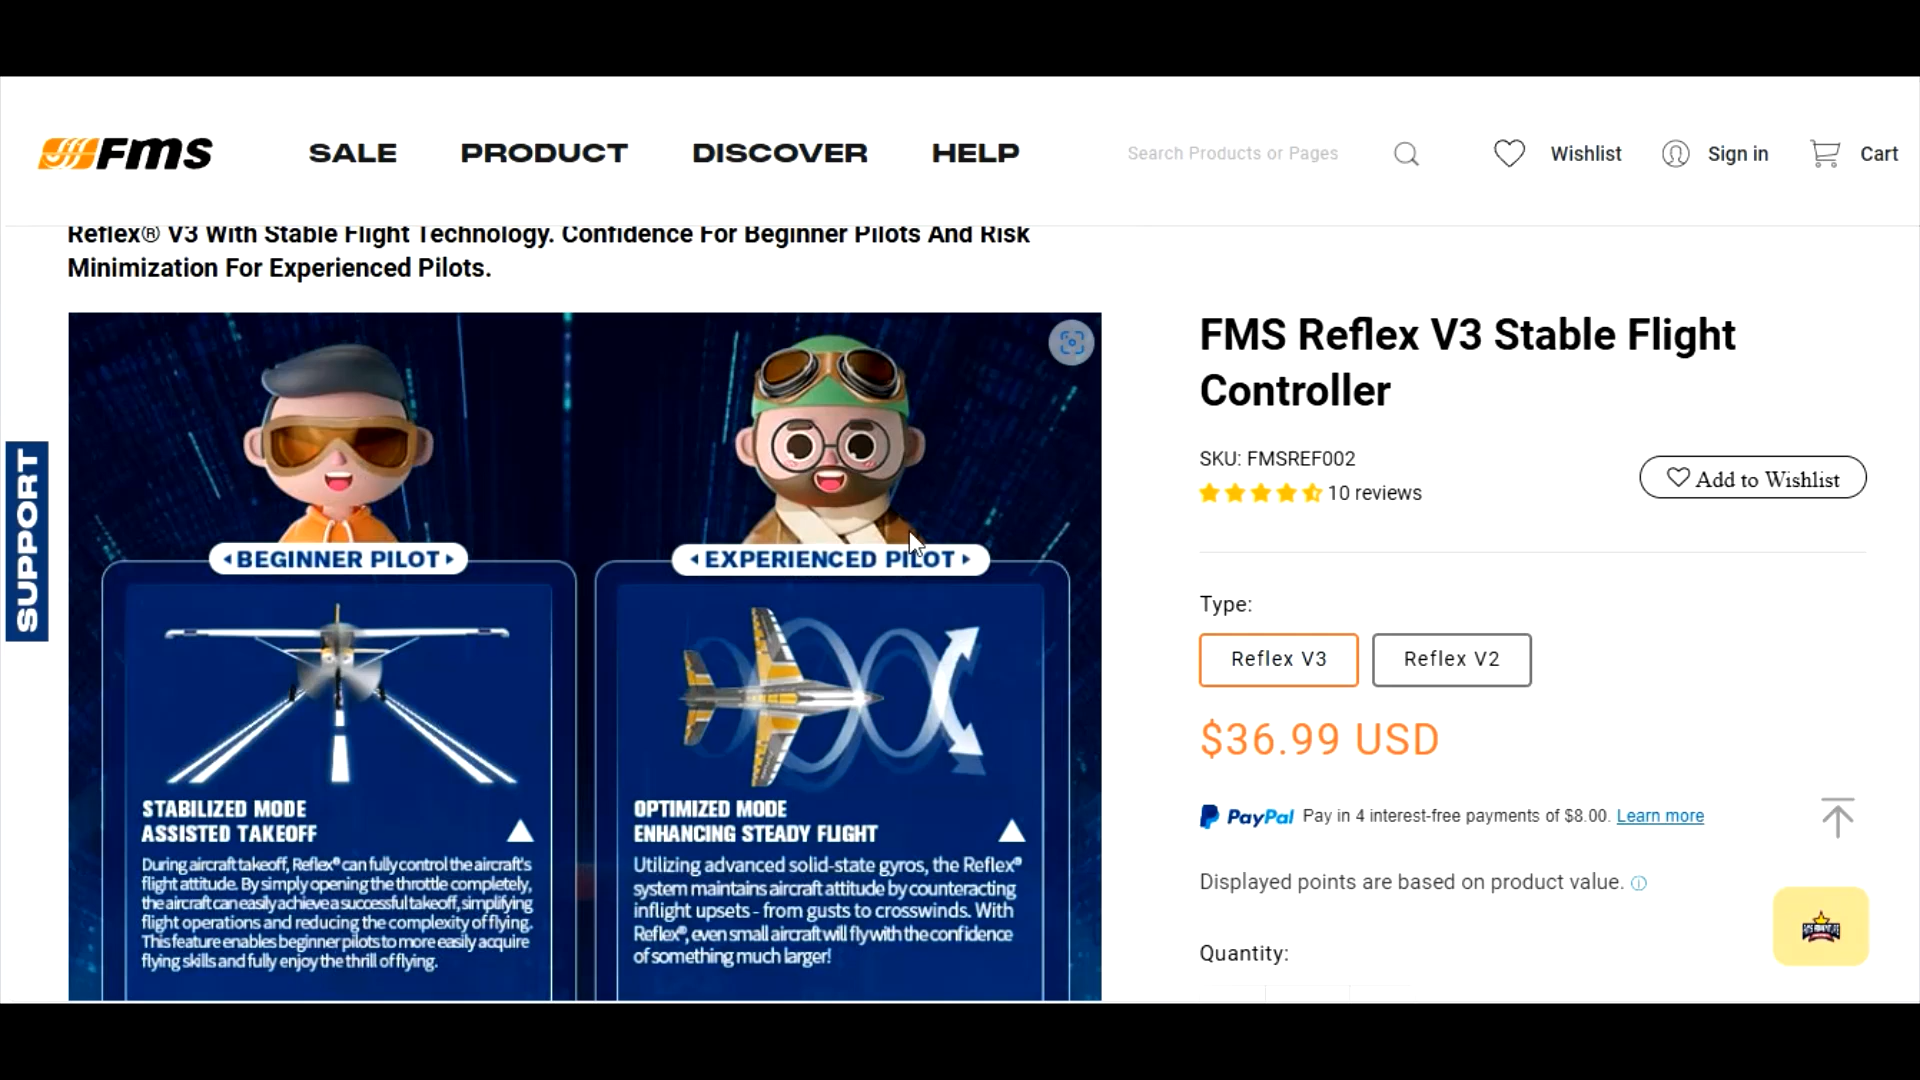 Fms
SALE
PRODUCT
DISCOVER
HELP
Search Products or Pages
Wishlist
Sign in
Cart
Reflex® V3 With Stable Flight Technology. Confidence For Beginner Pilots And Risk
Minimization For Experienced Pilots.
SUPPORT
BEGINNER PILOT
STABILIZED MODE
ASSISTED TAKEOFF
During aircraft takeoff, Reflex® can fully control the aircraft's
flight attitude. By simply opening the throttle completely,
the aircraft can easily achieve a successful takeoff, simplifying
flight operations and reducing the complexity of flying.
This feature enables beginner pilots to more easily acquire
flying skills and fully enjoy the thrill of flying.
EXPERIENCED PILOT
OPTIMIZED MODE
ENHANCING STEADY FLIGHT
Utilizing advanced solid-state gyros, the Reflex®
system maintains aircraft attitude by counteracting
inflight upsets - from gusts to crosswinds. With
Reflex®, even small aircraft will fly with the confidence
of something much larger!
FMS Reflex V3 Stable Flight
Controller
SKU: FMSREF002
10 reviews
Add to Wishlist
Type:
Reflex V3
Reflex V2
$36.99 USD
PayPal Pay in 4 interest-free payments of $8.00. Learn more
Displayed points are based on product value.
Quantity: